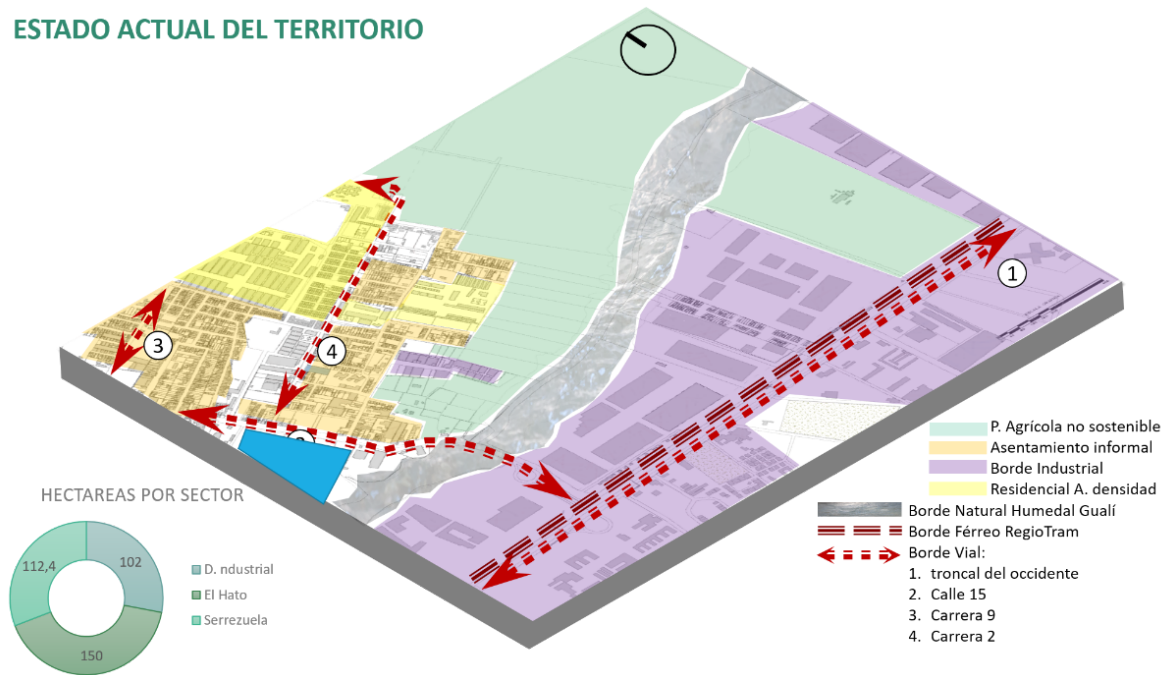 ESTADO ACTUAL DEL TERRITORIO
1
3
4
P. Agrícola no sostenible
Asentamiento informal
Borde Industrial
Residencial A. densidad
Borde Natural Humedal Gualí
Borde Férreo RegioTram
Borde Vial:
1. troncal del occidente
2. Calle 15
3. Carrera 9
4. Carrera 2
HECTAREAS POR SECTOR
112,4
102
150
D. ndustrial
El Hato
Serrezuela